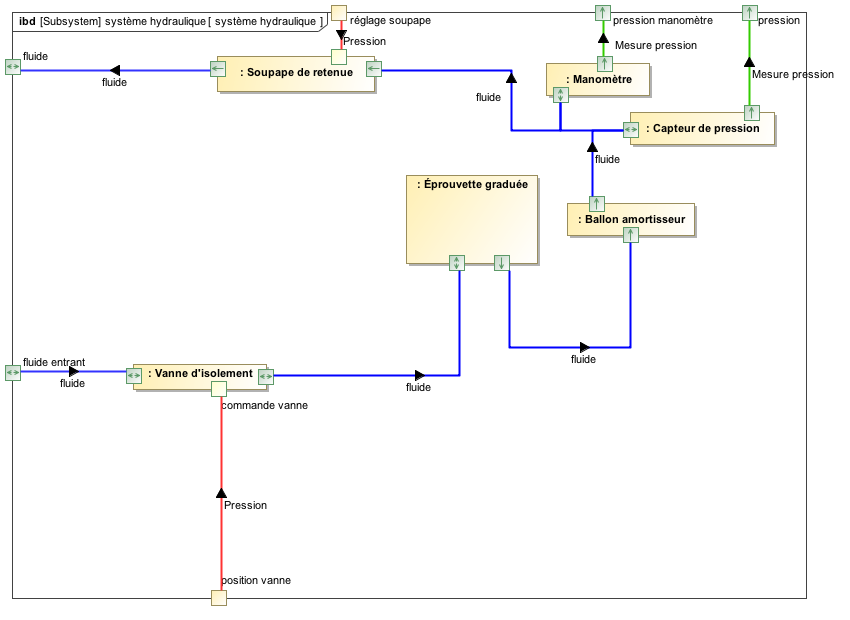 ibd [Subsystem] système hydraulique [ système hydraulique ]
réglage soupape
pression manomètre
pression
Pression
Mesure pression
fluide
: Soupape de retenue
: Manomètre
Mesure pression
fluide
fluide
: Capteur de pression
fluide
: Éprouvette graduée
: Ballon amortisseur
fluide entrant
fluide
: Vanne d'isolement
fluide
fluide
commande vanne
Pression
position vanne